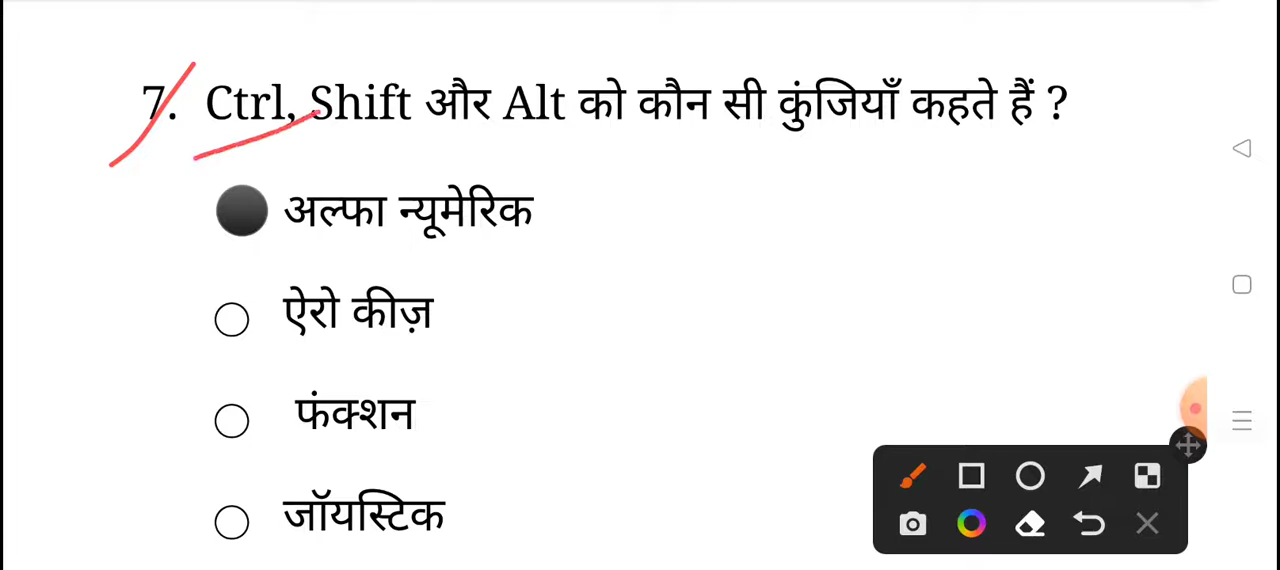 7. Ctrl, Shift और Alt को कौन सी कुंजियाँ कहते हैं ?
अल्फा न्यूमेरिक
ऐरो कीज़
फंक्शन
जॉयस्टिक